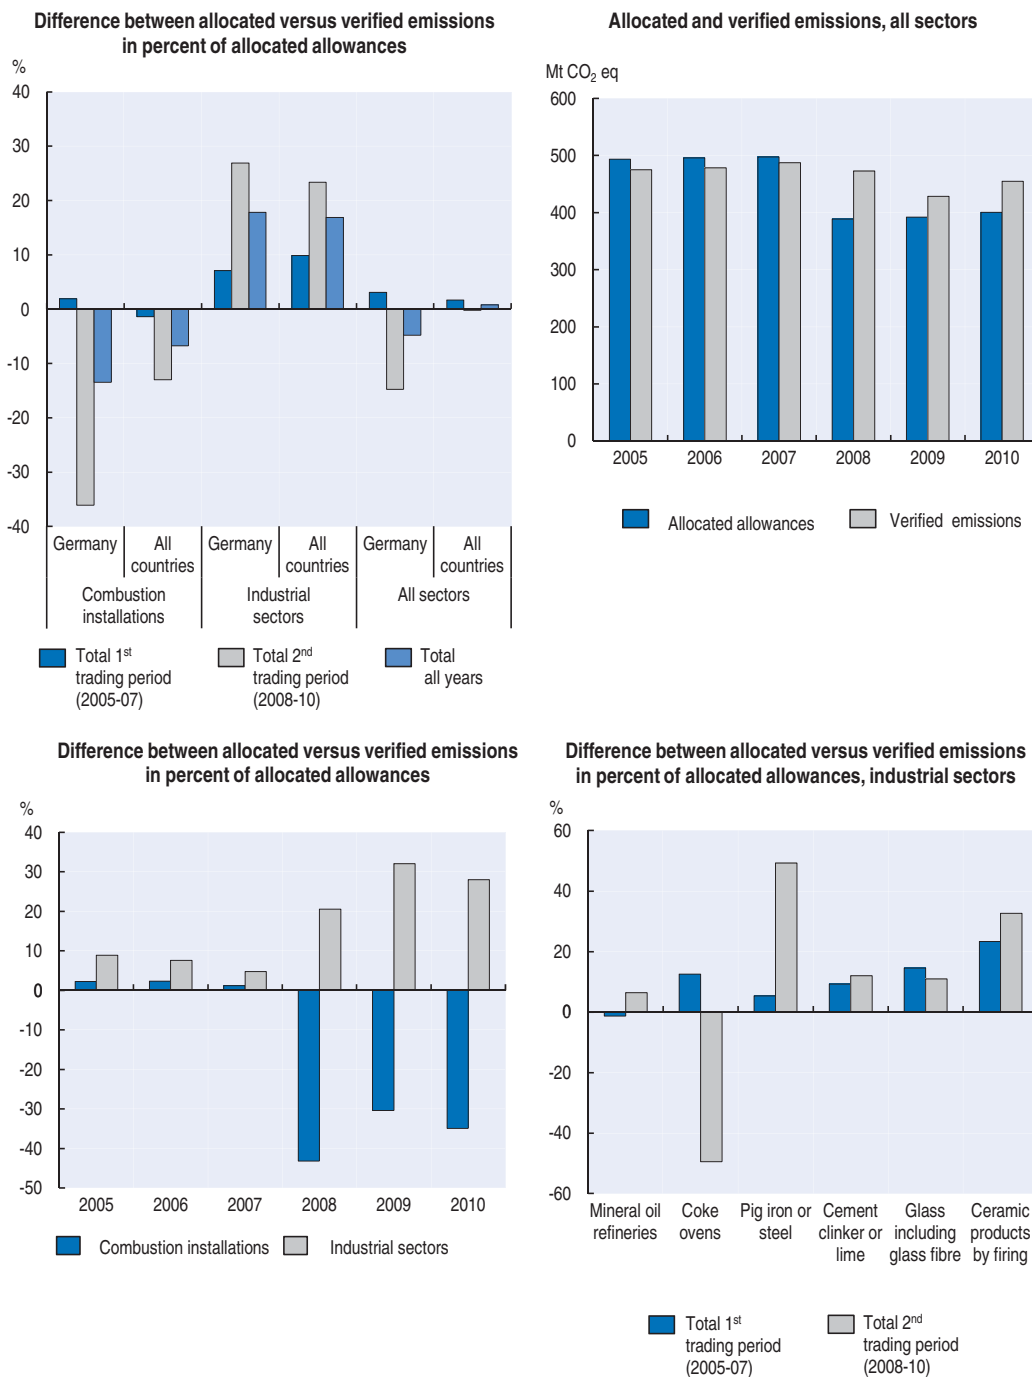 Difference between allocated versus verified emissions
in percent of allocated allowances
%
40
30
20
10
0
-10
-20
-30
-40
Germany
All
countries
Germany
All
countries
Germany
All
countries
Combustion
installations
Industrial
sectors
All sectors
Total 1st
trading period
(2005-07)
Total 2nd
trading period
(2008-10)
Total
all years
Allocated and verified emissions, all sectors
Mt CO2 eq
600
500
400
300
200
100
0
2005 2006 2007 2008 2009 2010
Allocated allowances Verified emissions
Difference between allocated versus verified emissions
in percent of allocated allowances
%
40
30
20
10
0
-10
-20
-30
-40
-50
2005 2006 2007 2008 2009 2010
Combustion installations Industrial sectors
Difference between allocated versus verified emissions
in percent of allocated allowances, industrial sectors
%
60
40
20
0
-20
-40
-60
Mineral oil
refineries
Coke
ovens
Pig iron or
steel
Cement
clinker or
lime
Glass
including
glass fibre
Ceramic
products
by firing
Total 1st
trading period
(2005-07)
Total 2nd
trading period
(2008-10)